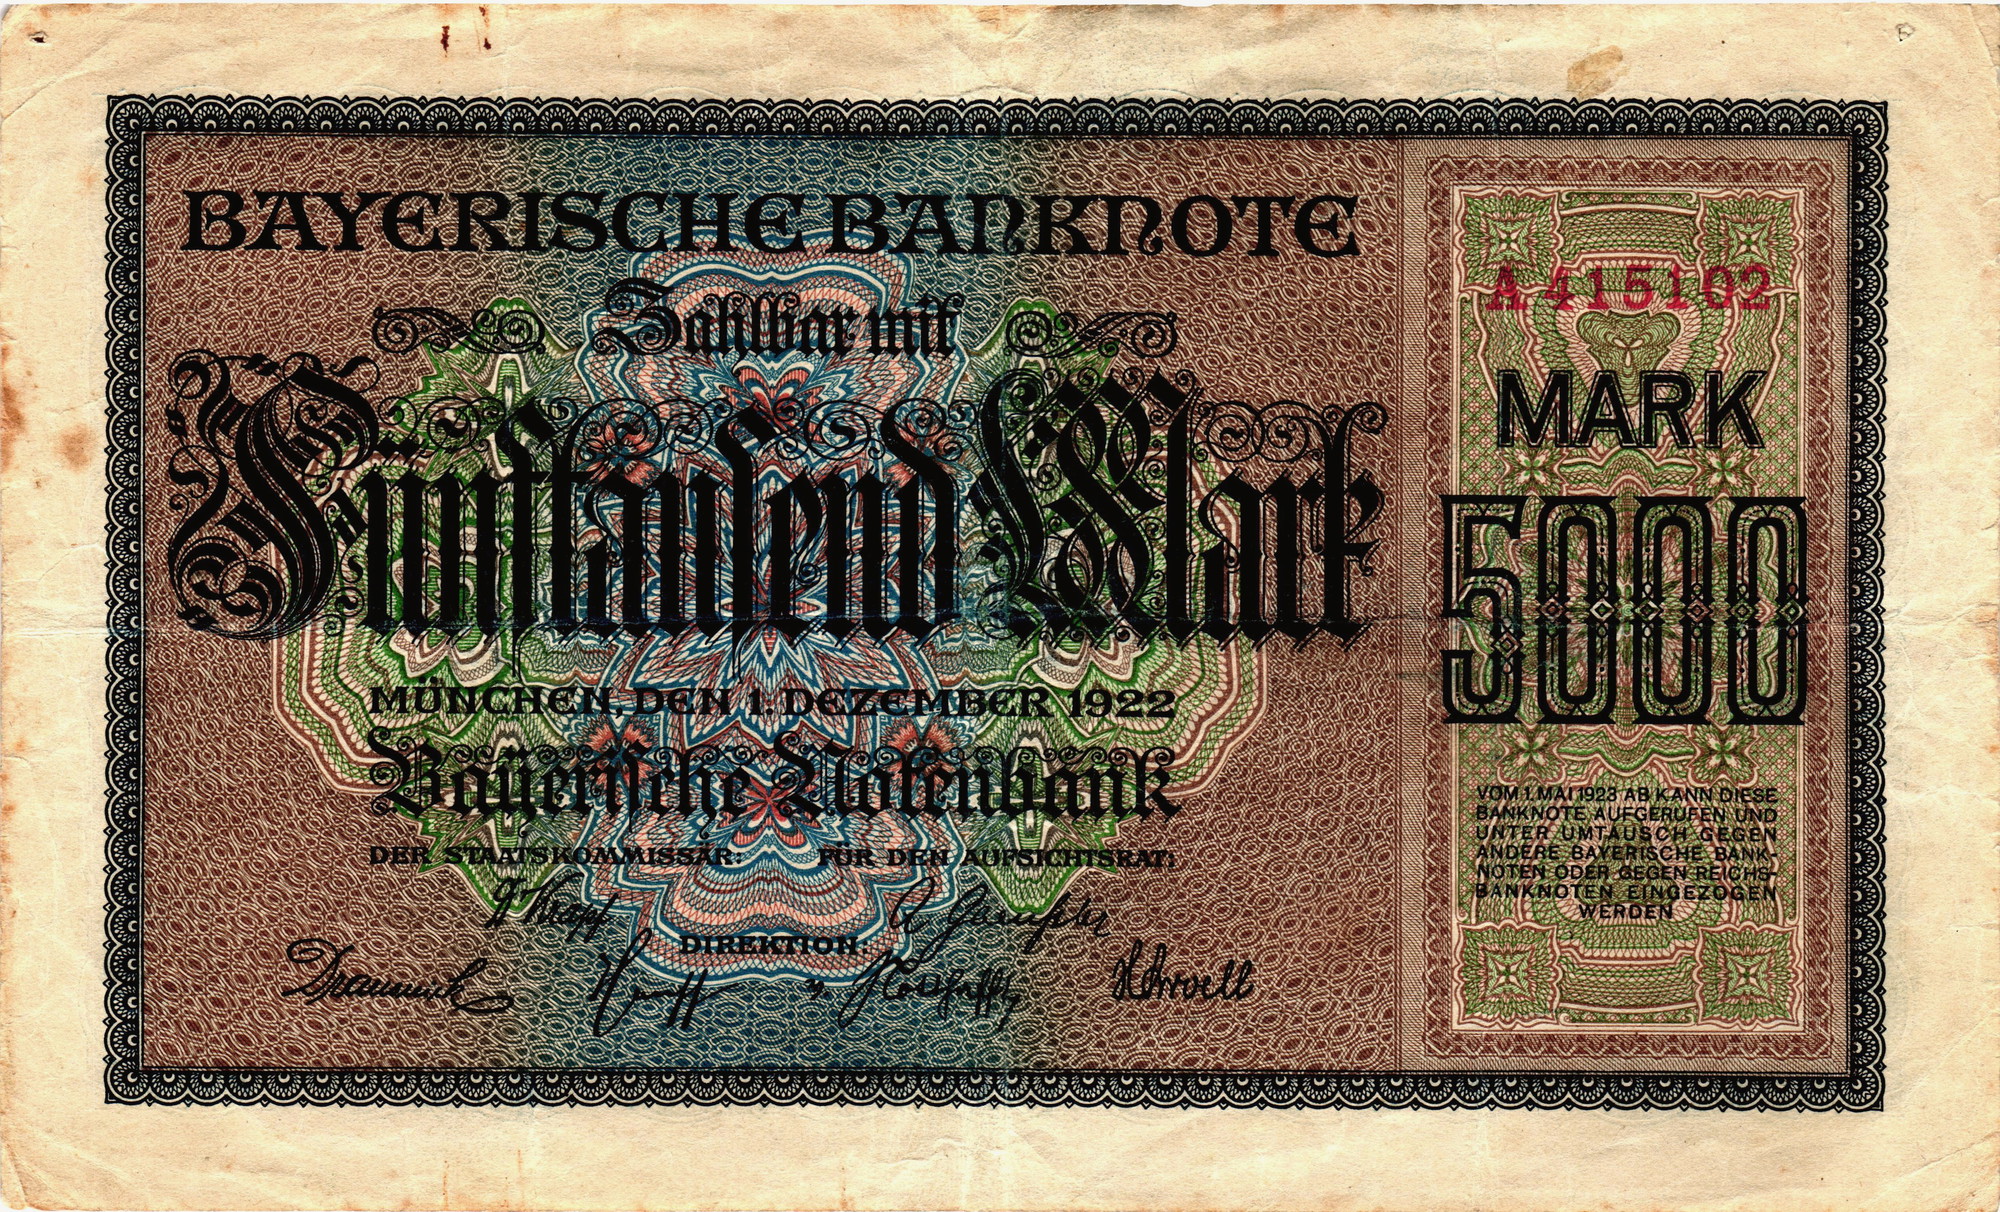 BAYERISCHE BANKNOTE
Zahlbar mit
Fünftausend Mark
MÜNCHEN, DEN 1. DEZEMBER 1922
Bayerische Notenbank
DER STAATSKOMMISSÄR: FÜR DEN AUFSICHTSRAT:
DIREKTION:
A 415102
MARK
5000
VOM 1. MAI 1923 AB KANN DIESE
BANKNOTE AUFGERUFEN UND
UNTER UMTAUSCH GEGEN
ANDERE BAYERISCHE BANK-
NOTEN ODER GEGEN REICHS-
BANKNOTEN EINGEZOGEN
WERDEN